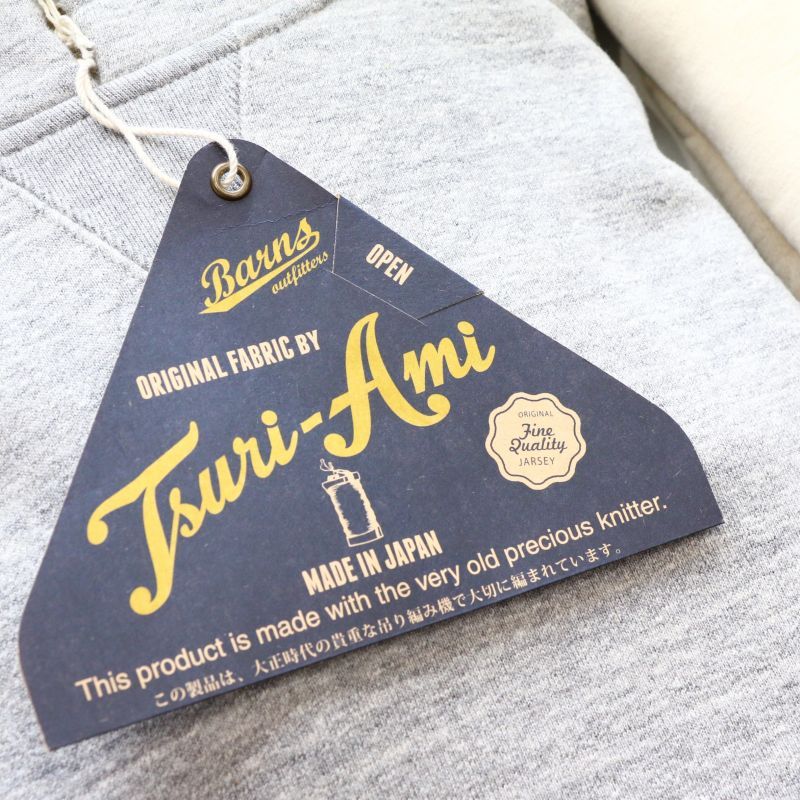 Barns
outfitters
OPEN
ORIGINAL FABRIC BY
Tsuri-Ami
ORIGINAL
Fine
Quality
JARSEY
MADE IN JAPAN
This product is made with the very old precious knitter.
この製品は、大正時代の貴重な吊り編み機で大切に編まれています。